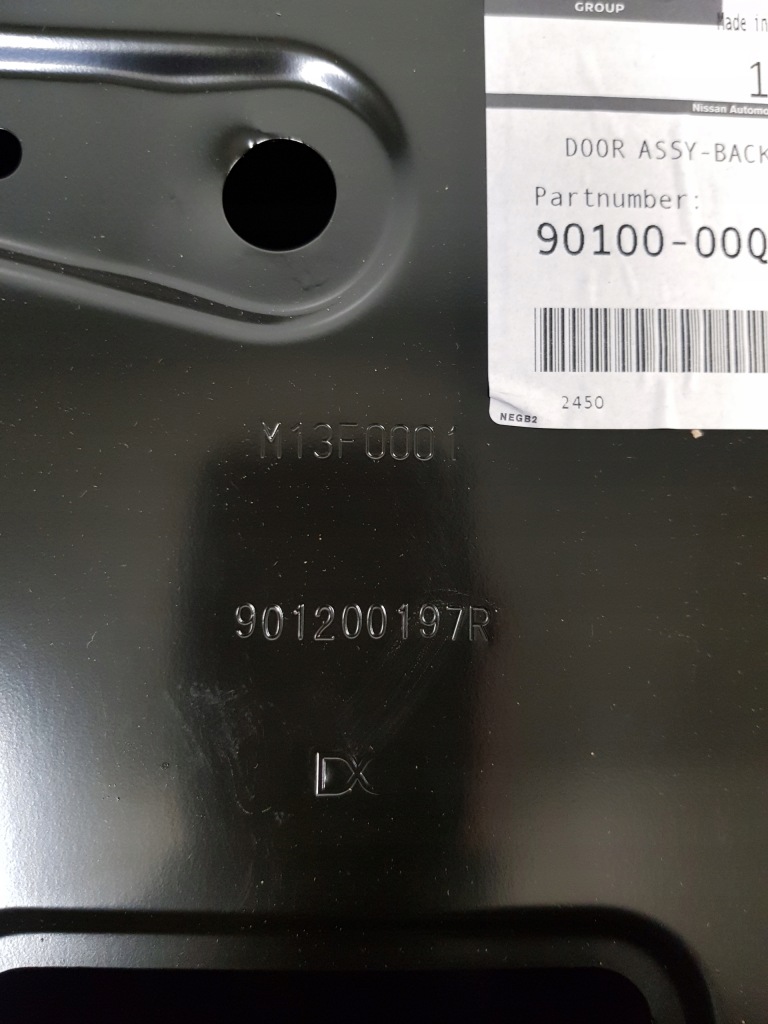 GROUP
Made in
1
Nissan Automo
DOOR ASSY-BACK
Partnumber:
90100-00Q
2450
NEGB2
M13F0001
901200197R